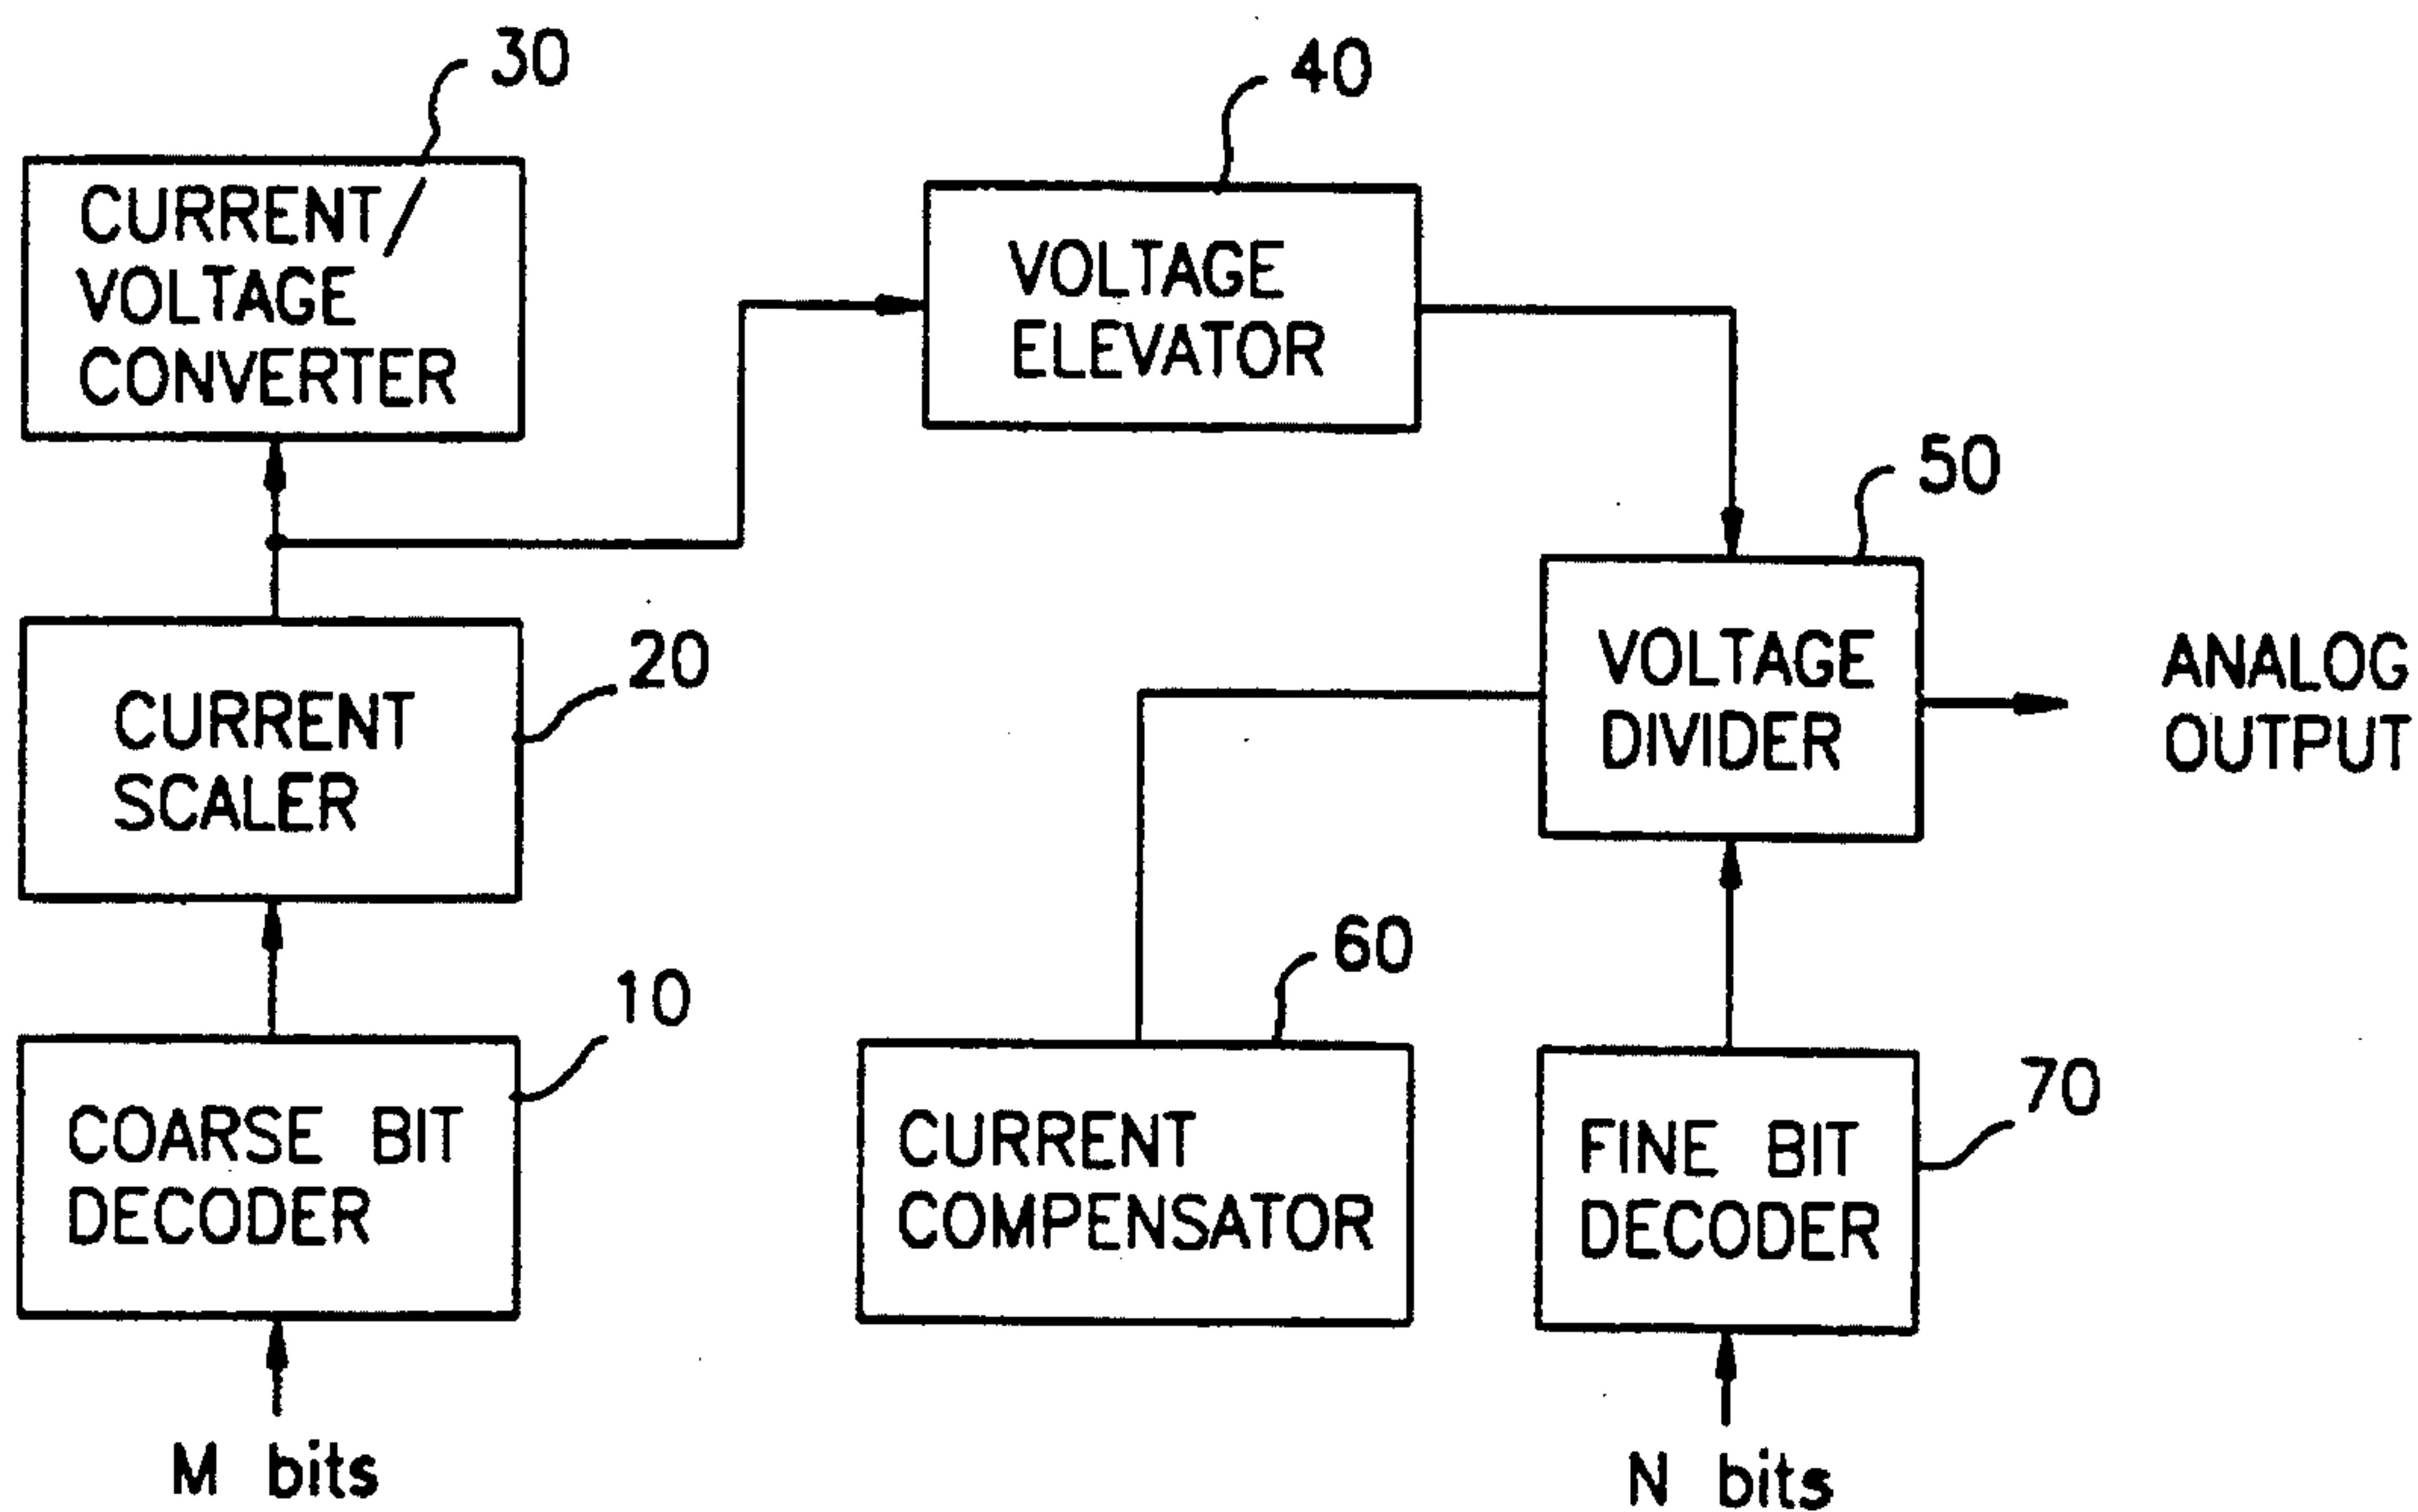 30
CURRENT/
VOLTAGE
CONVERTER
40
VOLTAGE
ELEVATOR
50
VOLTAGE
DIVIDER
ANALOG
OUTPUT
20
CURRENT
SCALER
10
COARSE BIT
DECODER
60
CURRENT
COMPENSATOR
70
FINE BIT
DECODER
M bits
N bits